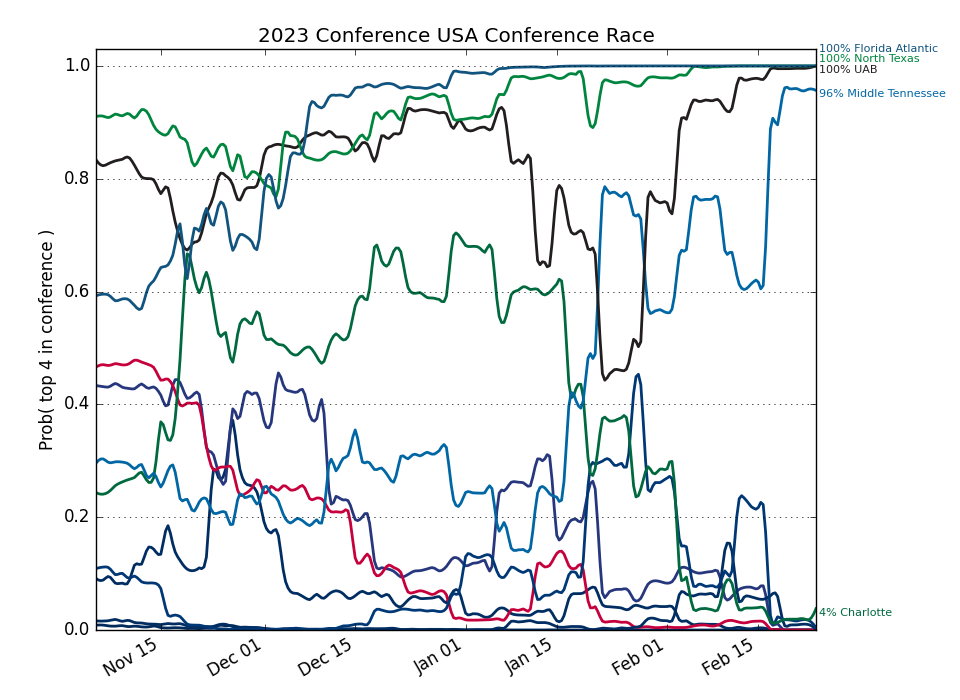 2023 Conference USA Conference Race
1.0
0.8
0.6
0.4
0.2
0.0
Prob( top 4 in conference )
Nov 15
Dec 01
Dec 15
Jan 01
Jan 15
Feb 01
Feb 15
100% Florida Atlantic
100% North Texas
100% UAB
96% Middle Tennessee
4% Charlotte